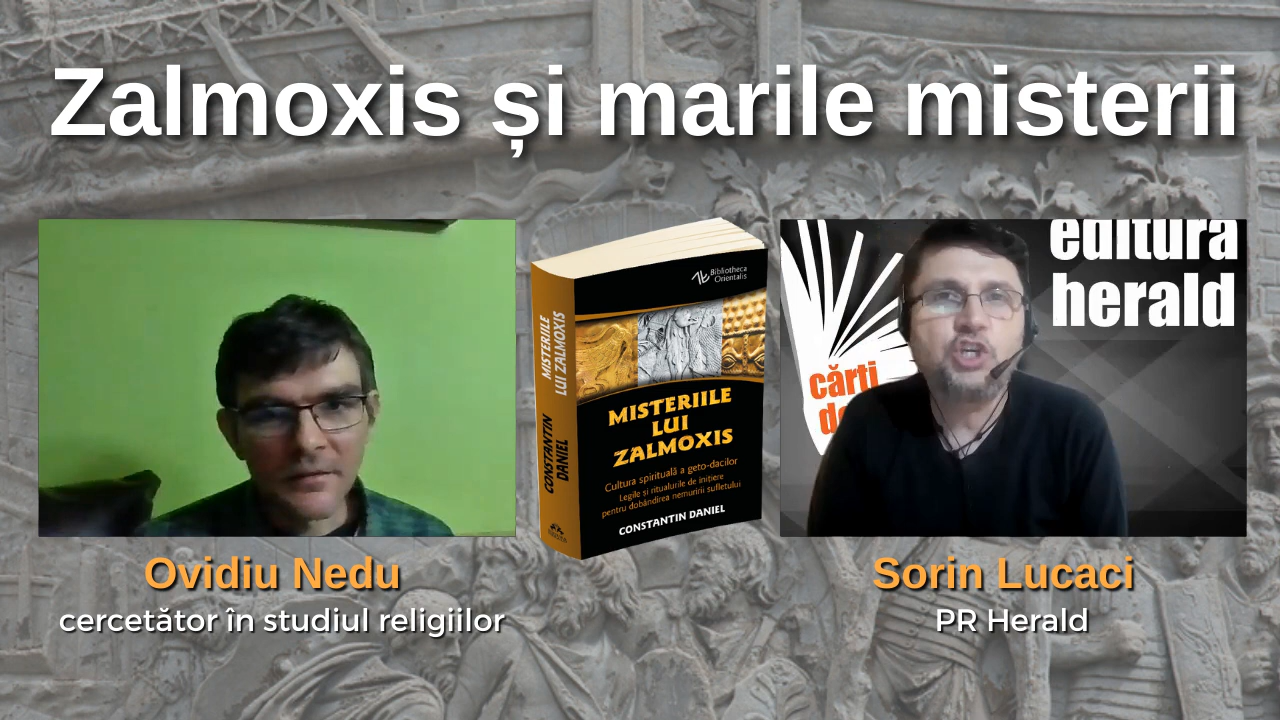 Zalmoxis și marile misterii
editura
herald
cărți
Bibliotheca
Orientalis
MISTERIILE
LUI ZALMOXIS
CONSTANTIN
DANIEL
MISTERIILE
LUI
ZALMOXIS
Cultura spirituală a geto-dacilor
Legile și ritualurile de inițiere
pentru dobândirea nemuririi sufletului
CONSTANTIN DANIEL
Ovidiu Nedu
cercetător în studiul religiilor
Sorin Lucaci
PR Herald